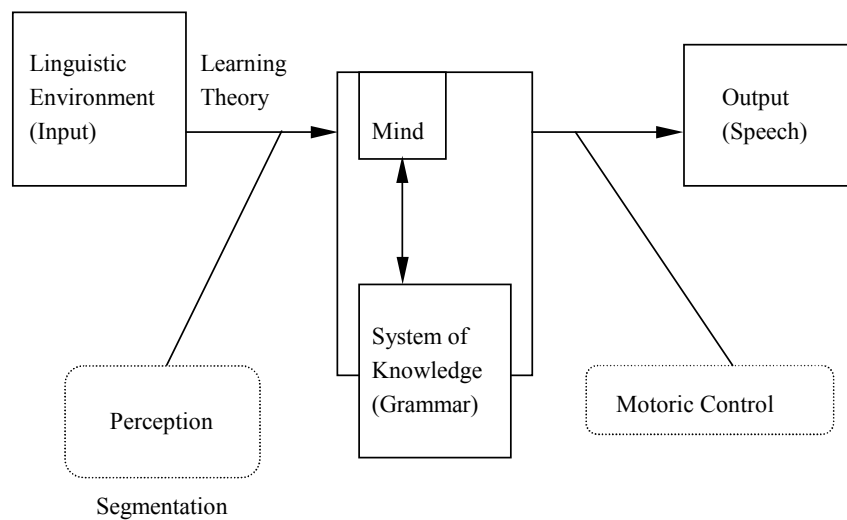 Linguistic
Environment
(Input)
Learning
Theory
Mind
Output
(Speech)
System of
Knowledge
(Grammar)
Perception
Motoric Control
Segmentation